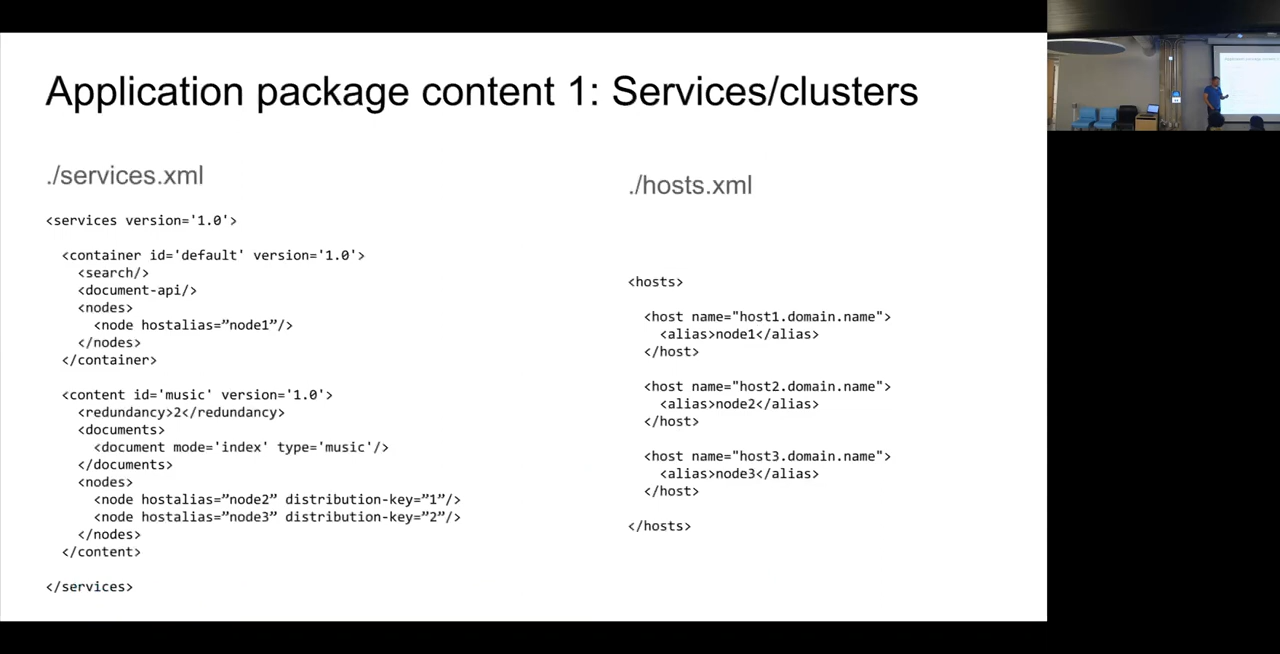 Application package content 1: Services/clusters
./services.xml
<services version='1.0'>
<container id='default' version='1.0'>
<search/>
<document-api/>
<nodes>
<node hostalias=”node1”/>
</nodes>
</container>
<content id='music' version='1.0'>
<redundancy>2</redundancy>
<documents>
<document mode='index' type='music'/>
</documents>
<nodes>
<node hostalias=”node2” distribution-key=”1”/>
<node hostalias=”node3” distribution-key=”2”/>
</nodes>
</content>
</services>
./hosts.xml
<hosts>
<host name="host1.domain.name">
<alias>node1</alias>
</host>
<host name="host2.domain.name">
<alias>node2</alias>
</host>
<host name="host3.domain.name">
<alias>node3</alias>
</host>
</hosts>